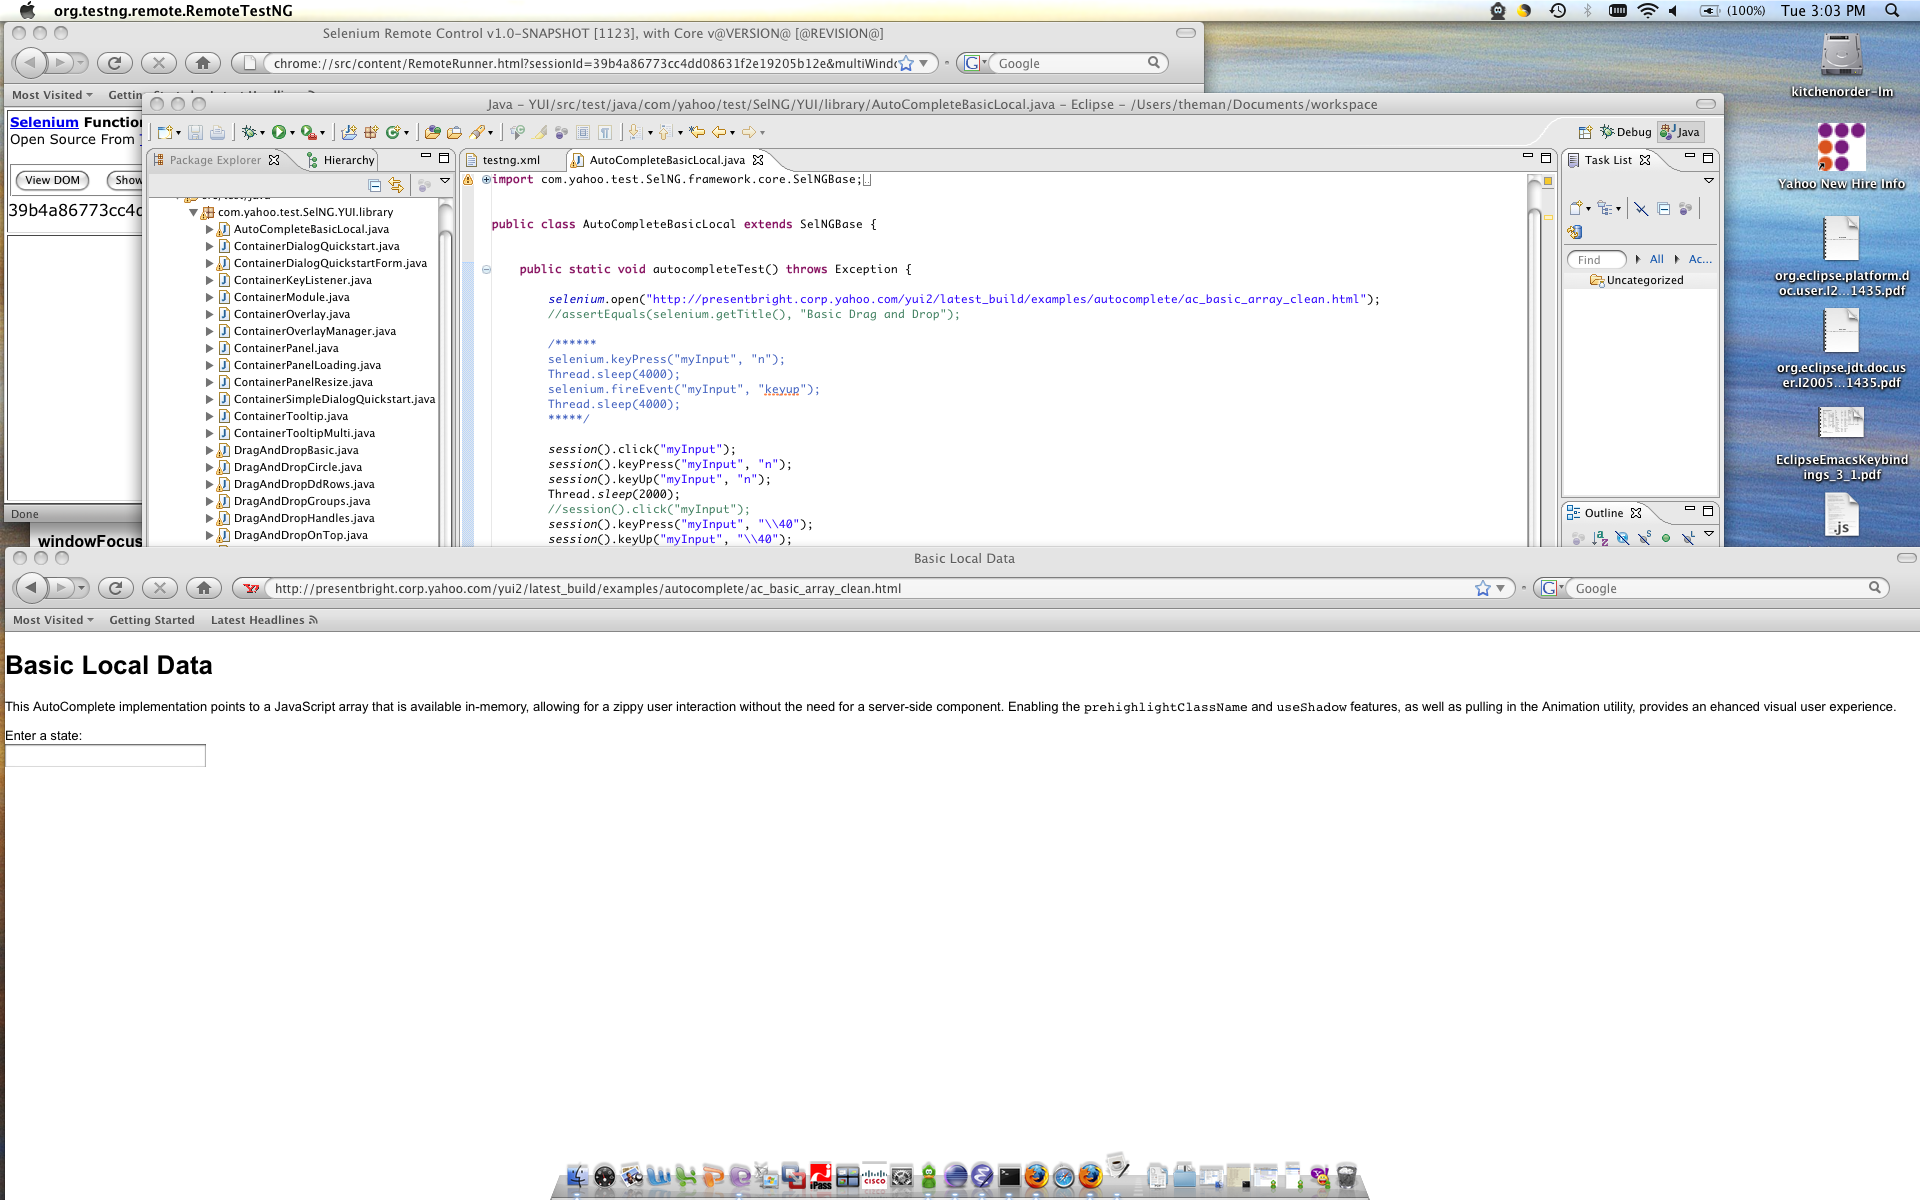 org.testng.remote.RemoteTestNG
(100%)
Tue 3:03 PM
Selenium Remote Control v1.0-SNAPSHOT [1123], with Core v@VERSION@ [@REVISION@]
chrome://src/content/RemoteRunner.html?sessionId=39b4a86773cc4dd08631f2e19205b12e&multiWind
Google
Most Visited
Selenium Function
Open Source From
View DOM
Show
39b4a86773cc4d
Done
windowFocus
Java – YUI/src/test/java/com/yahoo/test/SelNG/YUI/library/AutoCompleteBasicLocal.java – Eclipse – /Users/theman/Documents/workspace
Debug
Java
Package Explorer
Hierarchy
com.yahoo.test.SelNG.YUI.library
AutoCompleteBasicLocal.java
ContainerDialogQuickstart.java
ContainerDialogQuickstartForm.java
ContainerKeyListener.java
ContainerModule.java
ContainerOverlay.java
ContainerOverlayManager.java
ContainerPanel.java
ContainerPanelLoading.java
ContainerPanelResize.java
ContainerSimpleDialogQuickstart.java
ContainerTooltip.java
ContainerTooltipMulti.java
DragAndDropBasic.java
DragAndDropCircle.java
DragAndDropDdRows.java
DragAndDropGroups.java
DragAndDropHandles.java
DragAndDropOnTop.java
testng.xml
AutoCompleteBasicLocal.java
import com.yahoo.test.SelNG.framework.core.SelNGBase;
public class AutoCompleteBasicLocal extends SelNGBase {
public static void autocompleteTest() throws Exception {
selenium.open("http://presentbright.corp.yahoo.com/yui2/latest_build/examples/autocomplete/ac_basic_array_clean.html");
//assertEquals(selenium.getTitle(), "Basic Drag and Drop");
/******
selenium.keyPress("myInput", "n");
Thread.sleep(4000);
selenium.fireEvent("myInput", "keyup");
Thread.sleep(4000);
*****/
session().click("myInput");
session().keyPress("myInput", "n");
session().keyUp("myInput", "n");
Thread.sleep(2000);
//session().click("myInput");
session().keyPress("myInput", "\\40");
session().keyUp("myInput", "\\40");
Task List
Find
All
Ac...
Uncategorized
Outline
kitchenorder-lm
Yahoo New Hire Info
org.eclipse.platform.d
oc.user.I2...1435.pdf
org.eclipse.jdt.doc.us
er.I2005...1435.pdf
EclipseEmacsKeybind
ings_3_1.pdf
.js
Basic Local Data
http://presentbright.corp.yahoo.com/yui2/latest_build/examples/autocomplete/ac_basic_array_clean.html
Google
Most Visited
Getting Started
Latest Headlines
Basic Local Data
This AutoComplete implementation points to a JavaScript array that is available in-memory, allowing for a zippy user interaction without the need for a server-side component. Enabling the prehighlightClassName and useShadow features, as well as pulling in the Animation utility, provides an ehanced visual user experience.
Enter a state:
iPass
CISCO